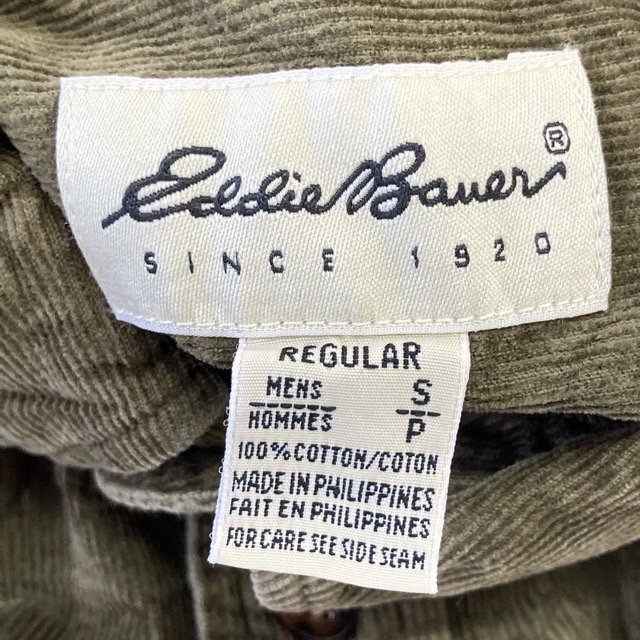 Eddie Bauer®
SINCE 1920
REGULAR
MENS S
HOMMES P
100% COTTON/COTON
MADE IN PHILIPPINES
FAIT EN PHILIPPINES
FOR CARE SEE SIDE SEAM